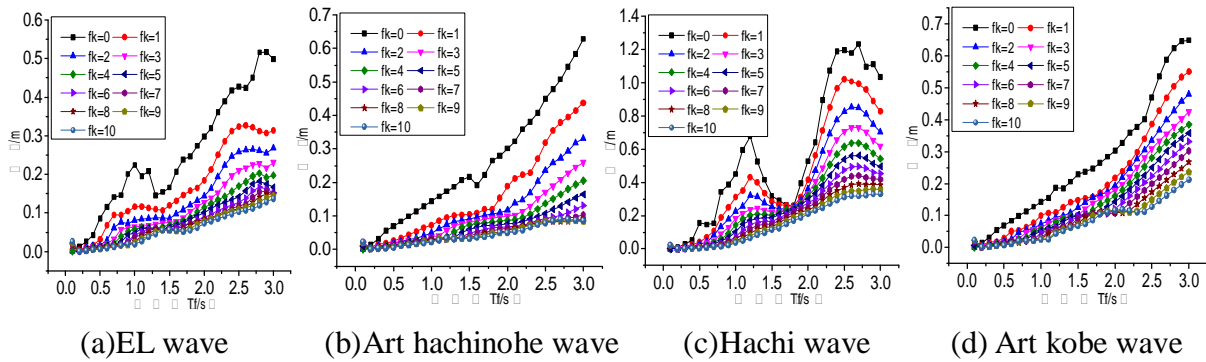 0.6
0.5
0.4
0.3
0.2
0.1
0.0
/m
fk=0 fk=1
fk=2 fk=3
fk=4 fk=5
fk=6 fk=7
fk=8 fk=9
fk=10
0.0 0.5 1.0 1.5 2.0 2.5 3.0
Tf/s
(a)EL wave
0.7
0.6
0.5
0.4
0.3
0.2
0.1
0.0
/m
fk=0 fk=1
fk=2 fk=3
fk=4 fk=5
fk=6 fk=7
fk=8 fk=9
fk=10
0.0 0.5 1.0 1.5 2.0 2.5 3.0
Tf/s
(b)Art hachinohe wave
1.4
1.2
1.0
0.8
0.6
0.4
0.2
0.0
/m
fk=0 fk=1
fk=2 fk=3
fk=4 fk=5
fk=6 fk=7
fk=8 fk=9
fk=10
0.0 0.5 1.0 1.5 2.0 2.5 3.0
Tf/s
(c)Hachi wave
0.7
0.6
0.5
0.4
0.3
0.2
0.1
0.0
/m
fk=0 fk=1
fk=2 fk=3
fk=4 fk=5
fk=6 fk=7
fk=8 fk=9
fk=10
0.0 0.5 1.0 1.5 2.0 2.5 3.0
Tf/s
(d) Art kobe wave